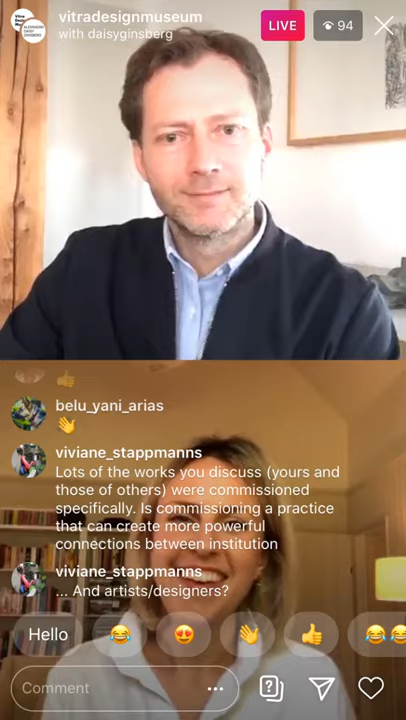 vitradesignmuseum
with daisyginsberg
LIVE
94
belu_yani_arias
viviane_stappmanns
Lots of the works you discuss (yours and
those of others) were commissioned
specifically. Is commissioning a practice
that can create more powerful
connections between institution
viviane_stappmanns
... And artists/designers?
Hello
Comment